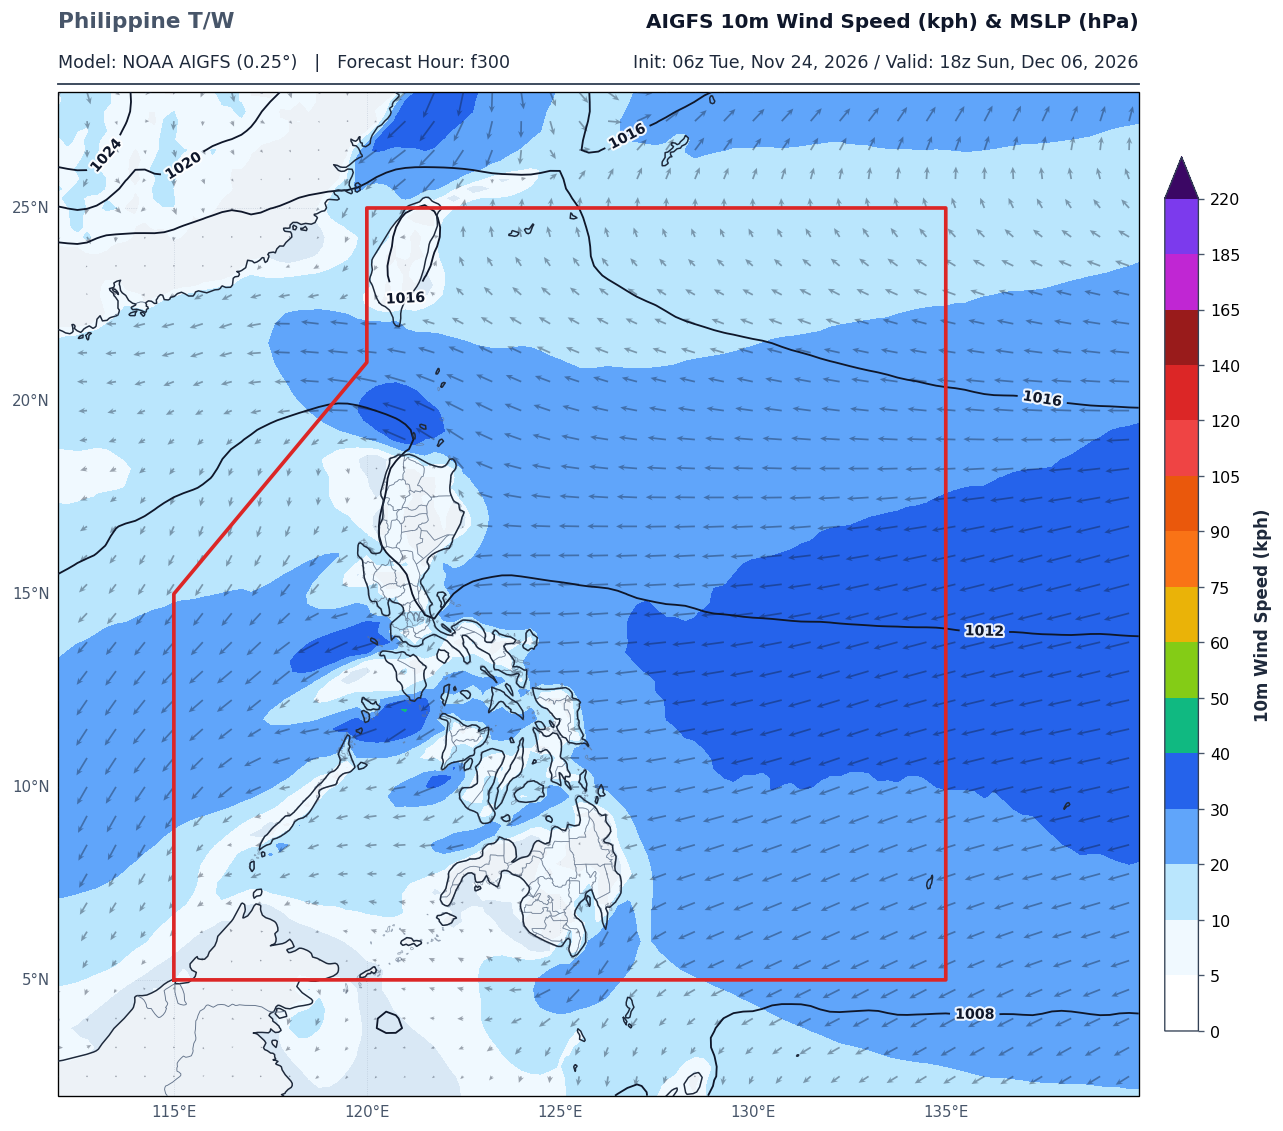 Philippine T/W
AIGFS 10m Wind Speed (kph) & MSLP (hPa)
Model: NOAA AIGFS (0.25°) | Forecast Hour: f300
Init: 06z Tue, Nov 24, 2026 / Valid: 18z Sun, Dec 06, 2026
1024
1020
1016
1016
1016
1012
1008
25°N
20°N
15°N
10°N
5°N
115°E
120°E
125°E
130°E
135°E
220
185
165
140
120
105
90
75
60
50
40
30
20
10
5
0
10m Wind Speed (kph)